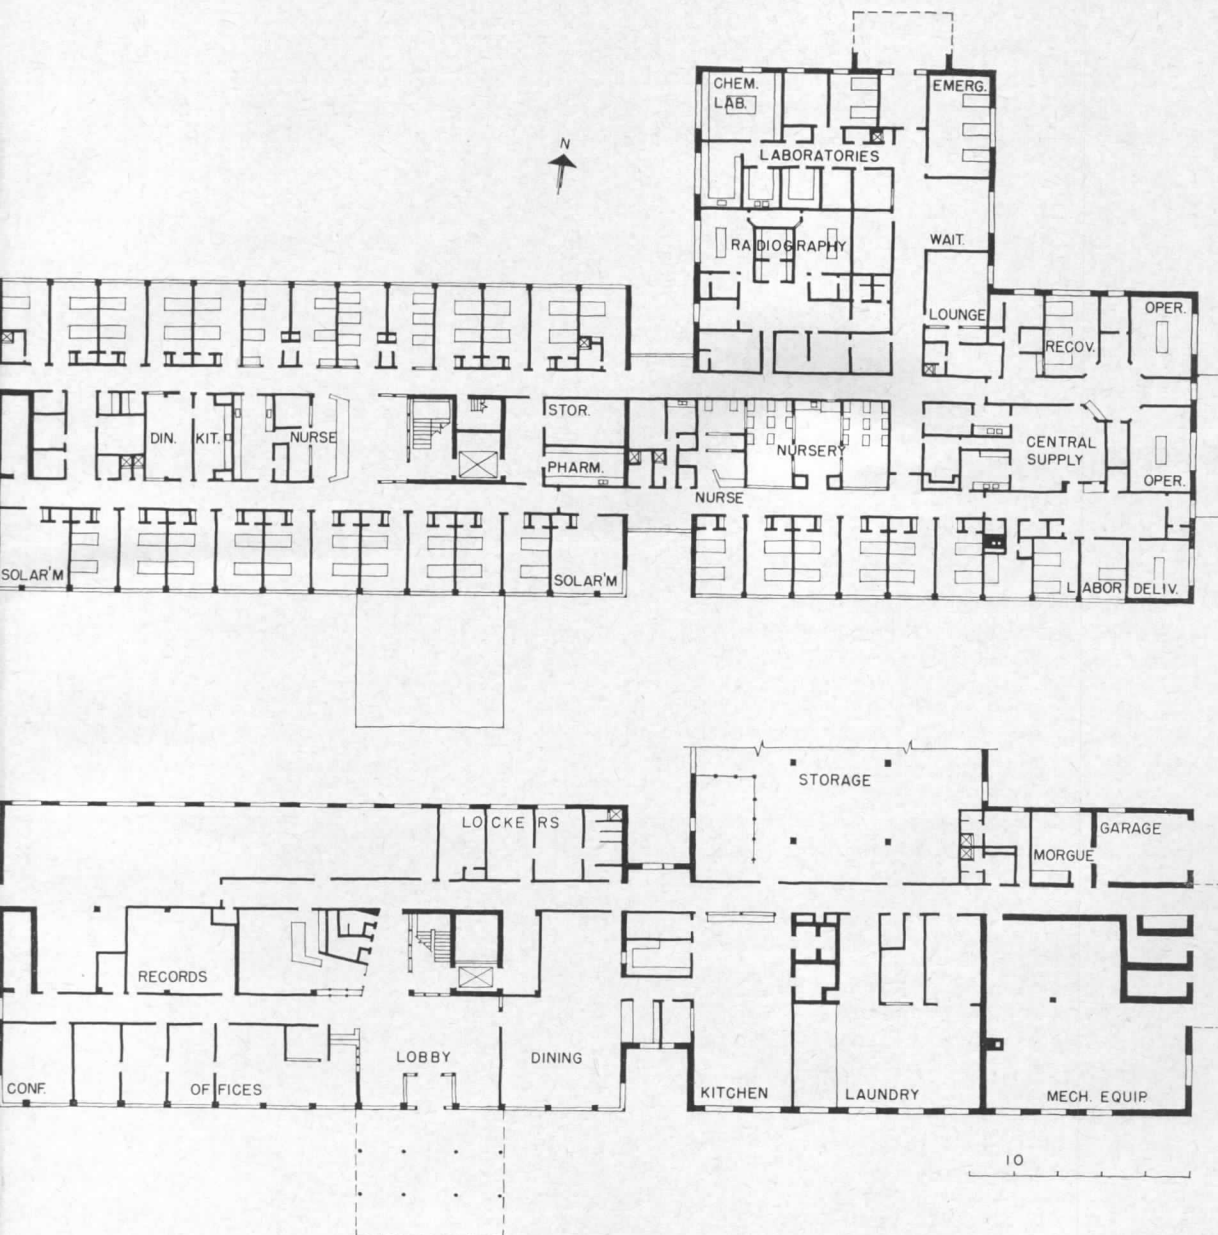 CHEM.
LAB.
EMERG.
N
LABORATORIES
RADIOGRAPHY
WAIT.
LOUNGE
OPER.
RECOV.
STOR.
DIN.
KIT.
NURSE
PHARM.
NURSERY
CENTRAL
SUPPLY
OPER.
NURSE
SOLAR'M
SOLAR'M
LABOR
DELIV.
STORAGE
LOCKERS
GARAGE
MORGUE
RECORDS
LOBBY
DINING
CONF.
OFFICES
KITCHEN
LAUNDRY
MECH. EQUIP.
10